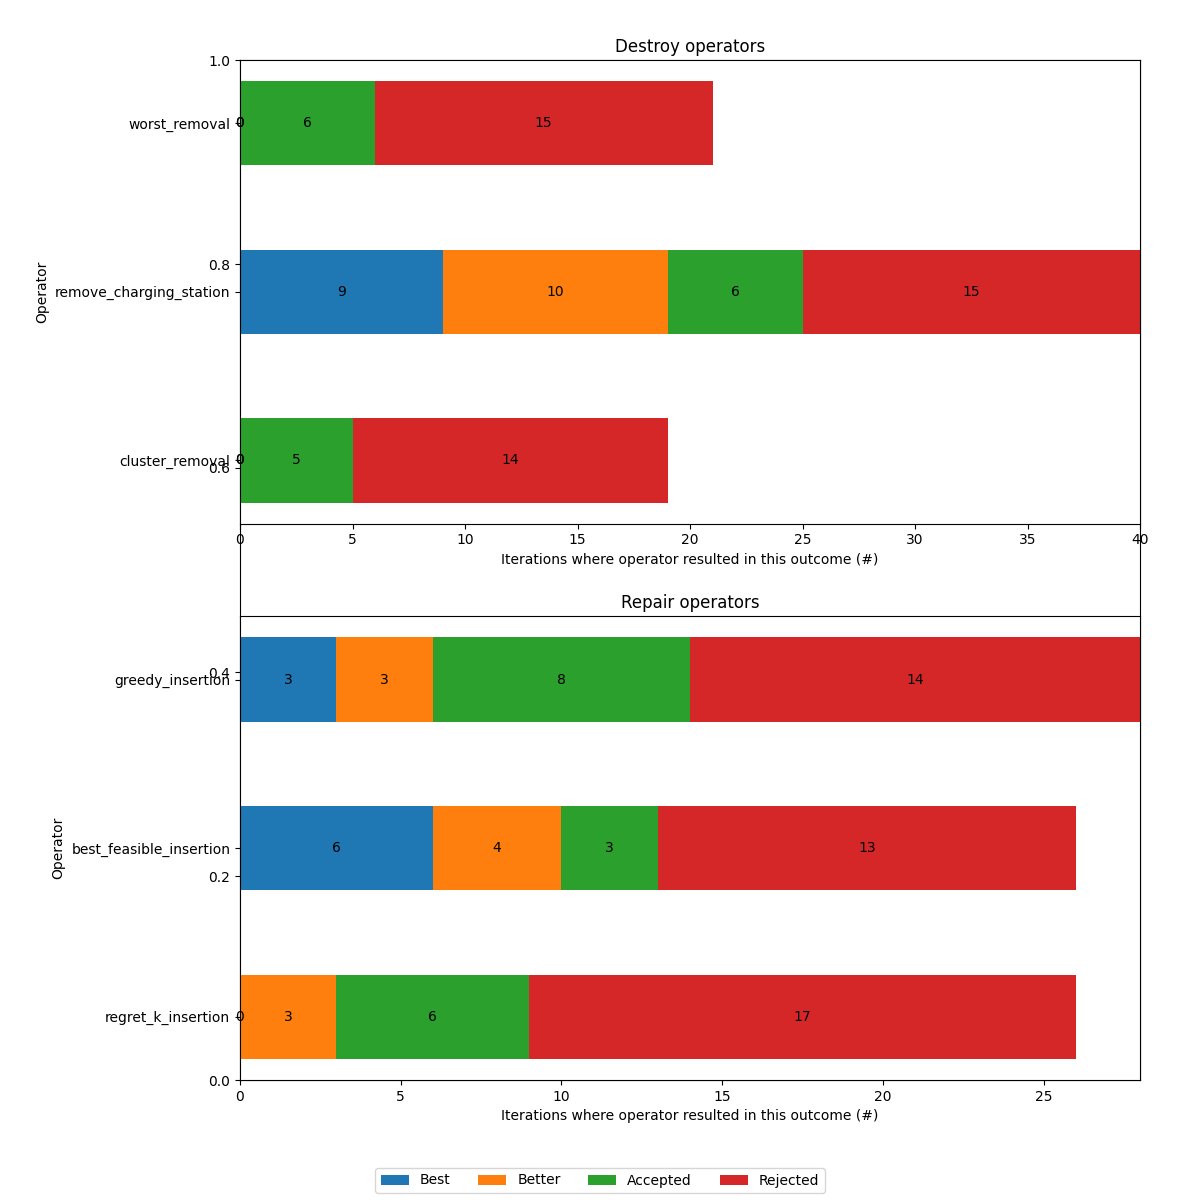 Destroy operators
1.0
worst_removal 0 6 15
0.8
Operator
remove_charging_station 9 10 6 15
cluster_removal 0 5 14
0.6
0 5 10 15 20 25 30 35 40
Iterations where operator resulted in this outcome (#)
Repair operators
0.4
greedy_insertion 3 3 8 14
Operator
best_feasible_insertion 6 4 3 13
0.2
regret_k_insertion 0 3 6 17
0.0
0 5 10 15 20 25
Iterations where operator resulted in this outcome (#)
Best Better Accepted Rejected